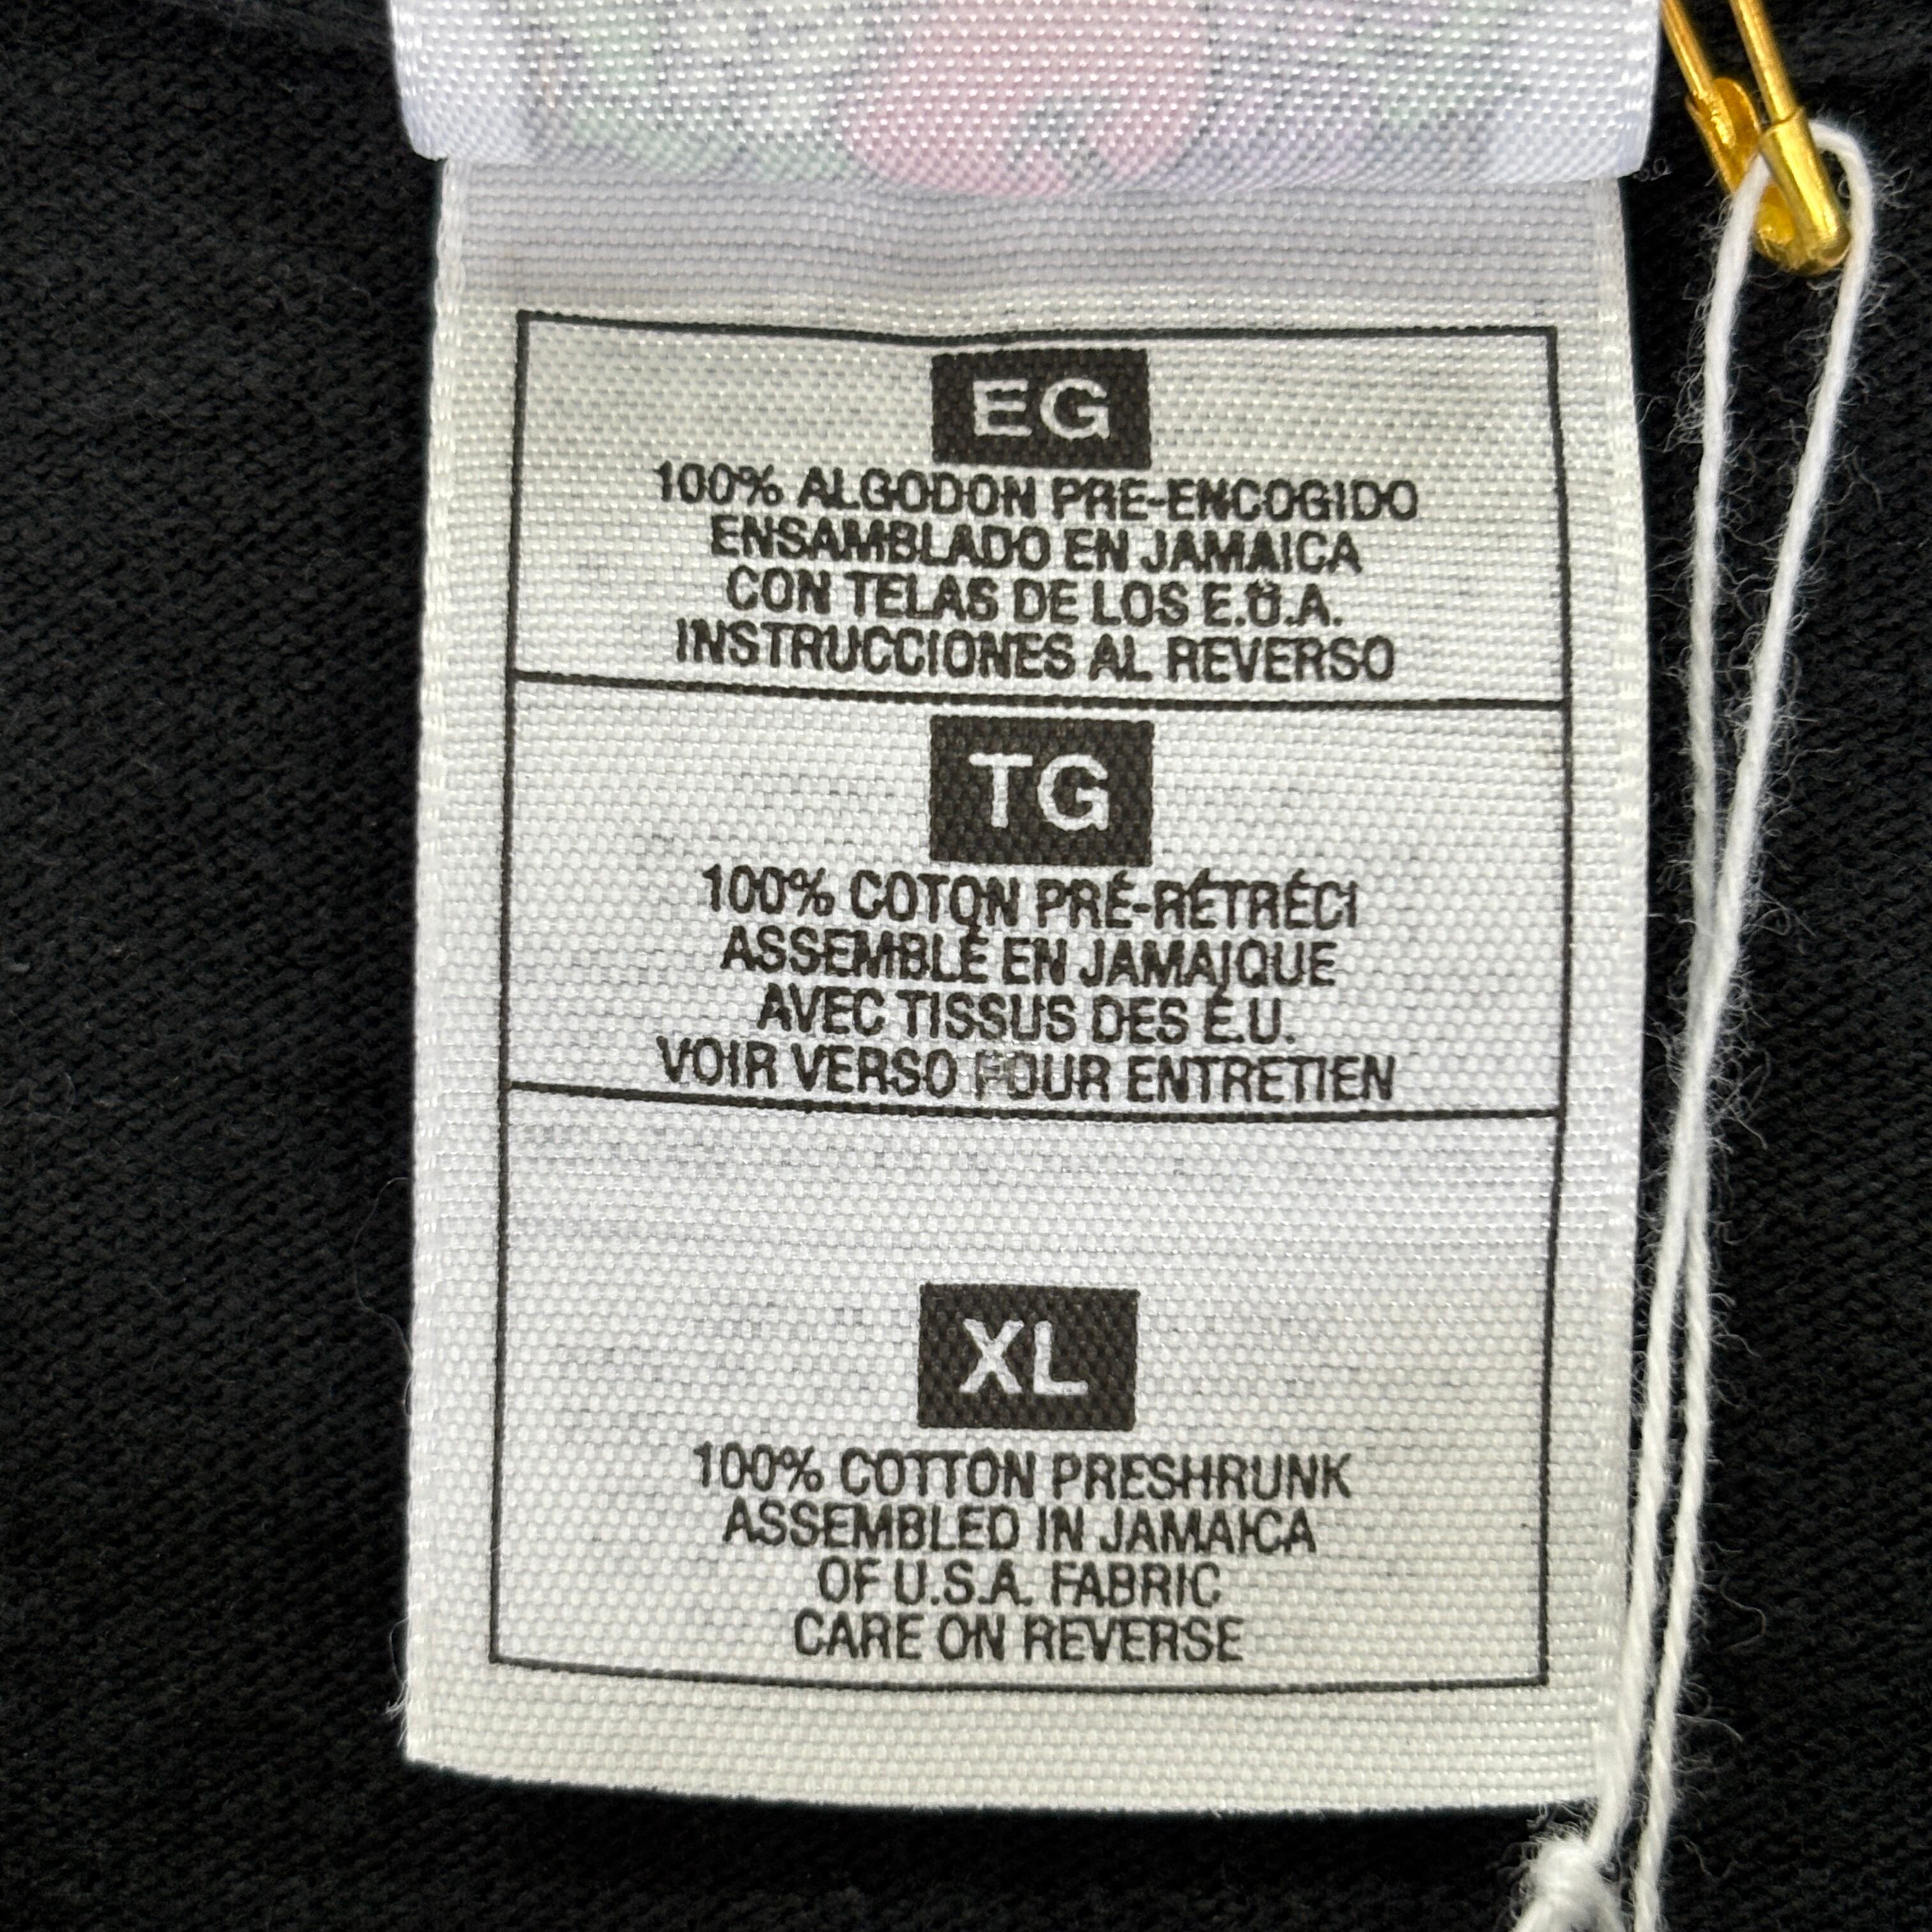 EG
100% ALGODON PRE-ENCOGIDO
ENSAMBLADO EN JAMAICA
CON TELAS DE LOS E.U.A.
INSTRUCCIONES AL REVERSO
TG
100% COTON PRÉ-RÉTRÉCI
ASSEMBLÉ EN JAMAIQUE
AVEC TISSUS DES É.U.
VOIR VERSO POUR ENTRETIEN
XL
100% COTTON PRESHRUNK
ASSEMBLED IN JAMAICA
OF U.S.A. FABRIC
CARE ON REVERSE